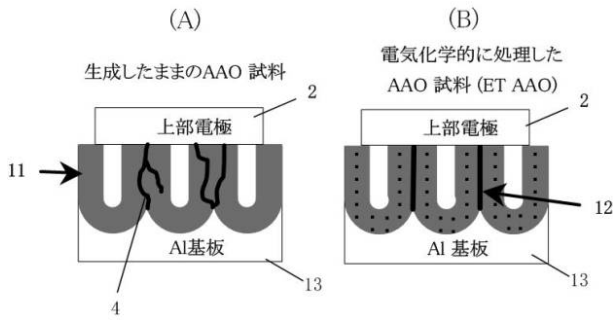 (A)
生成したままのAAO 試料
2
上部電極
11
Al基板
4
13
(B)
電気化学的に処理した
AAO 試料 (ET AAO)
2
上部電極
12
Al 基板
13